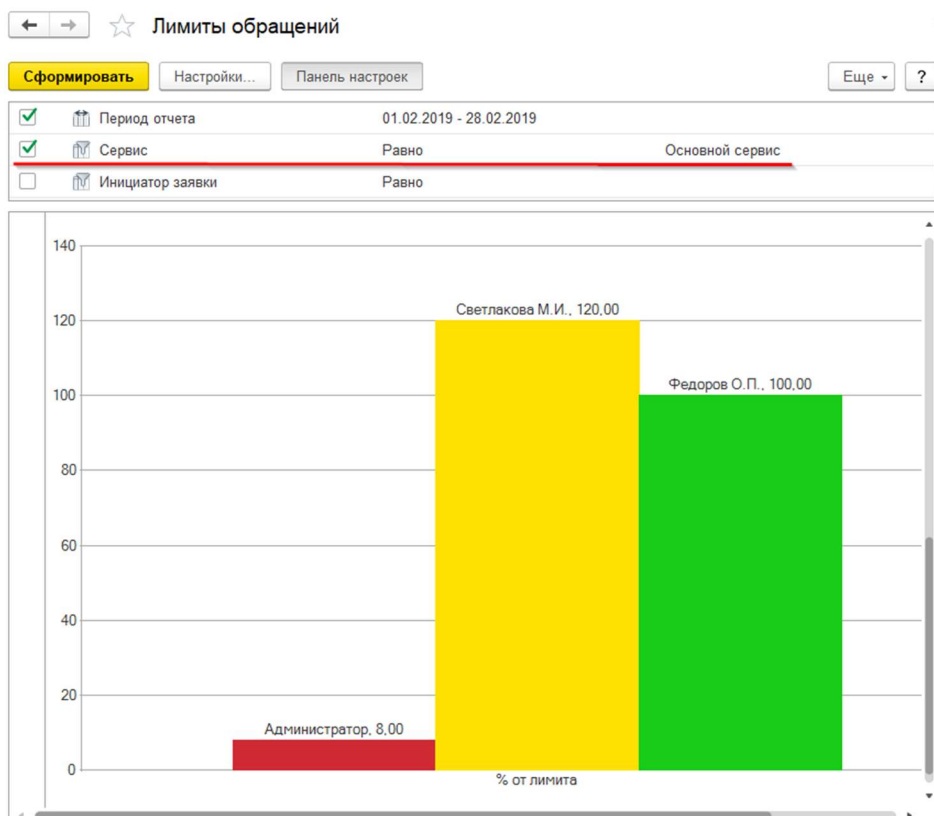 Лимиты обращений
Сформировать Настройки... Панель настроек Еще ?
Период отчета 01.02.2019 - 28.02.2019
Сервис Равно Основной сервис
Инициатор заявки Равно
140
Светлакова М.И., 120,00
120
Федоров О.П., 100,00
100
80
60
40
20
Администратор, 8,00
0
% от лимита